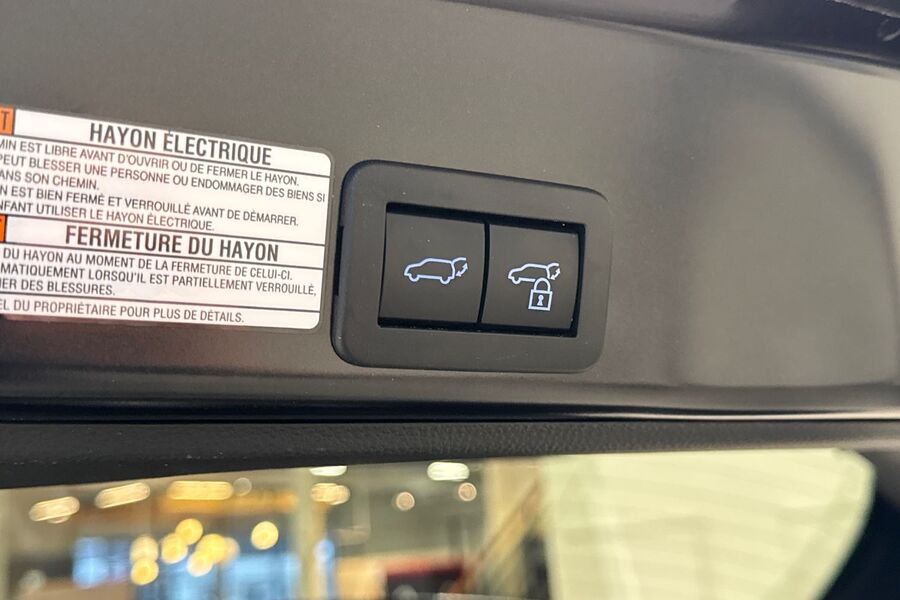 T
HAYON ÉLECTRIQUE
MIN EST LIBRE AVANT D'OUVRIR OU DE FERMER LE HAYON.
PEUT BLESSER UNE PERSONNE OU ENDOMMAGER DES BIENS SI
ANS SON CHEMIN.
N EST BIEN FERMÉ ET VERROUILLÉ AVANT DE DÉMARRER.
NFANT UTILISER LE HAYON ÉLECTRIQUE.
T
FERMETURE DU HAYON
DU HAYON AU MOMENT DE LA FERMETURE DE CELUI-CI.
MATIQUEMENT LORSQU'IL EST PARTIELLEMENT VERROUILLÉ,
ER DES BLESSURES.
EL DU PROPRIÉTAIRE POUR PLUS DE DÉTAILS.